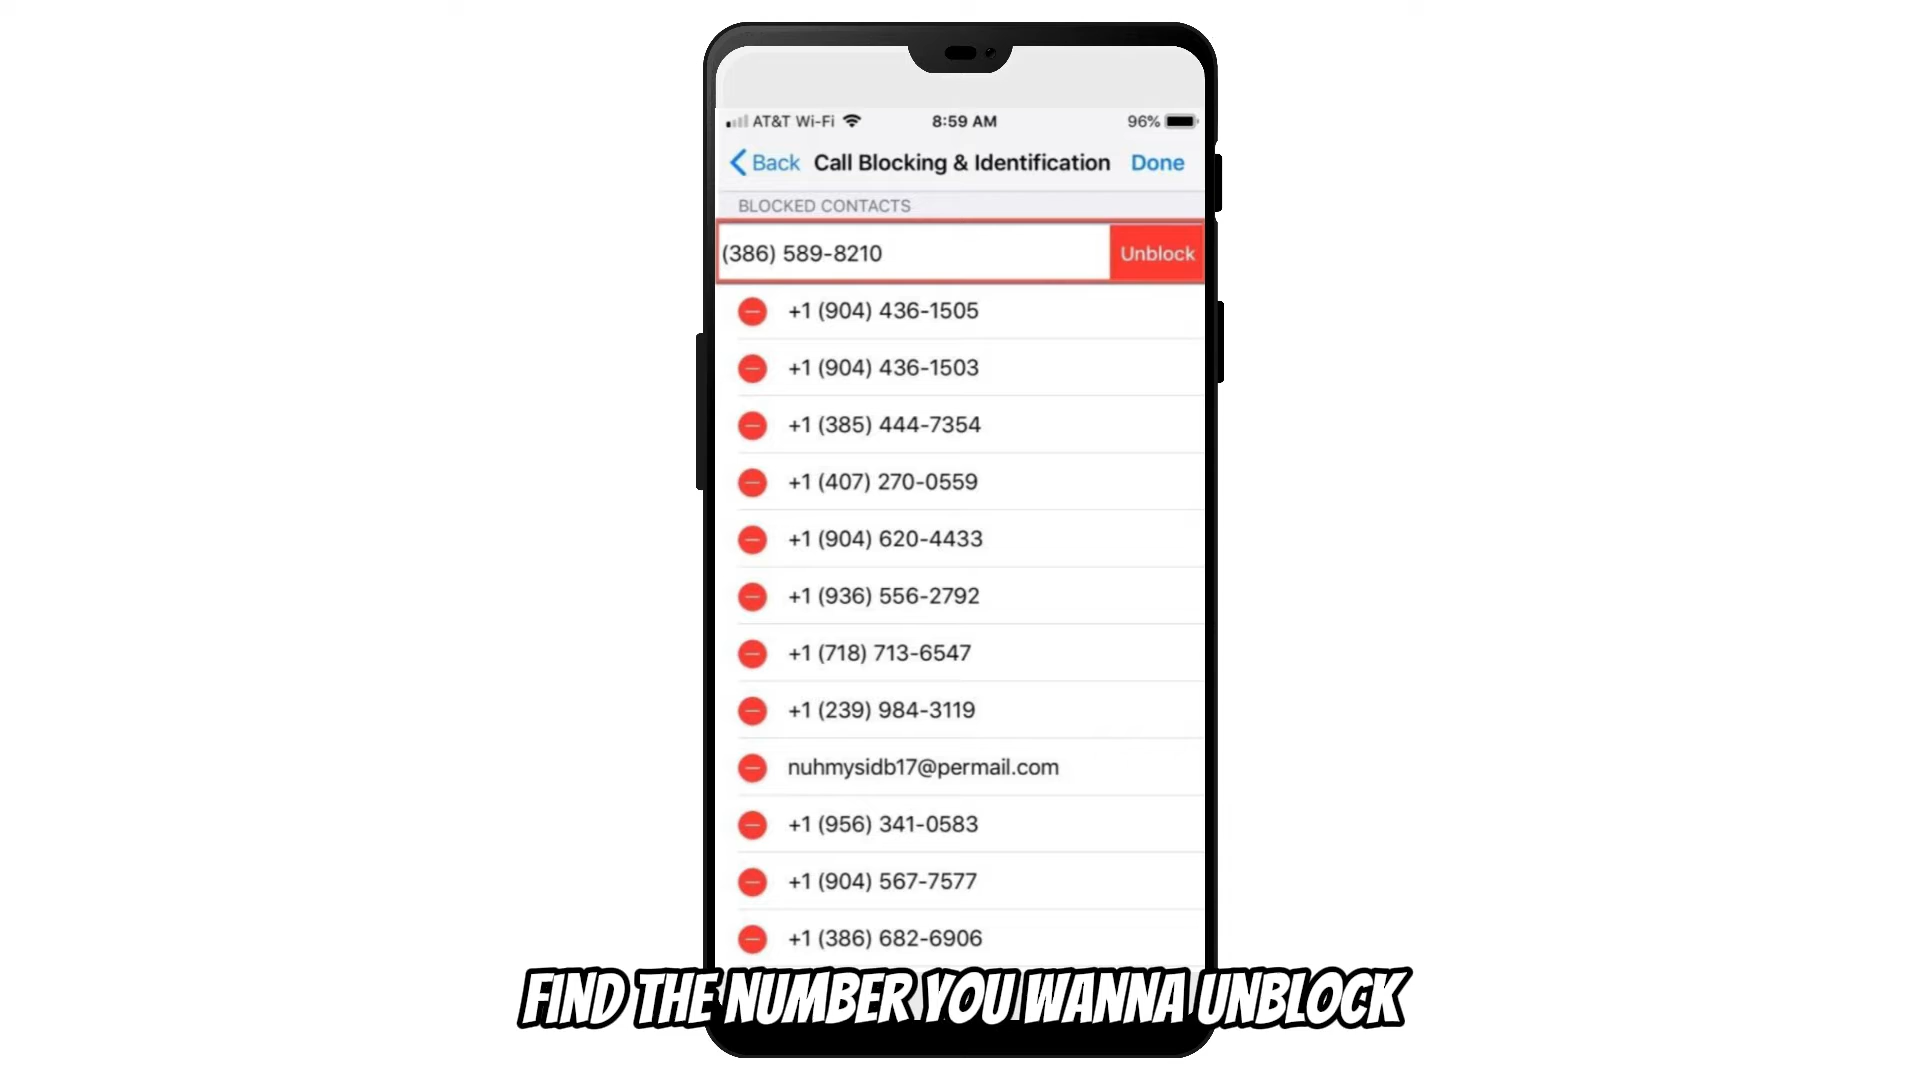 AT&T Wi-Fi 8:59 AM 96%
Back Call Blocking & Identification Done
BLOCKED CONTACTS
(386) 589-8210 Unblock
+1 (904) 436-1505
+1 (904) 436-1503
+1 (385) 444-7354
+1 (407) 270-0559
+1 (904) 620-4433
+1 (936) 556-2792
+1 (718) 713-6547
+1 (239) 984-3119
nuhmysidb17@permail.com
+1 (956) 341-0583
+1 (904) 567-7577
+1 (386) 682-6906
FIND THE NUMBER YOU WANNA UNBLOCK